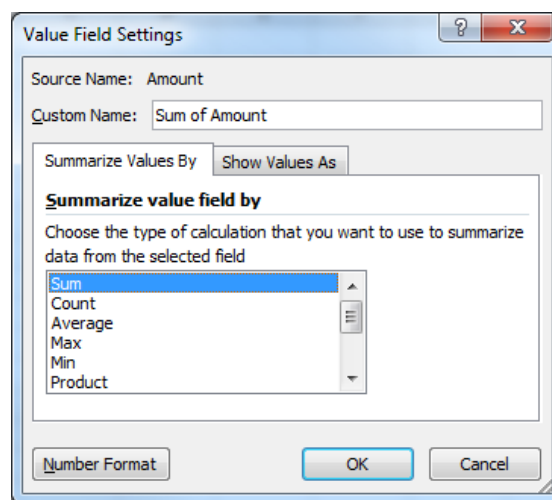 Value Field Settings
? X
Source Name: Amount
Custom Name: Sum of Amount
Summarize Values By Show Values As
Summarize value field by
Choose the type of calculation that you want to use to summarize
data from the selected field
Sum
Count
Average
Max
Min
Product
Number Format OK Cancel